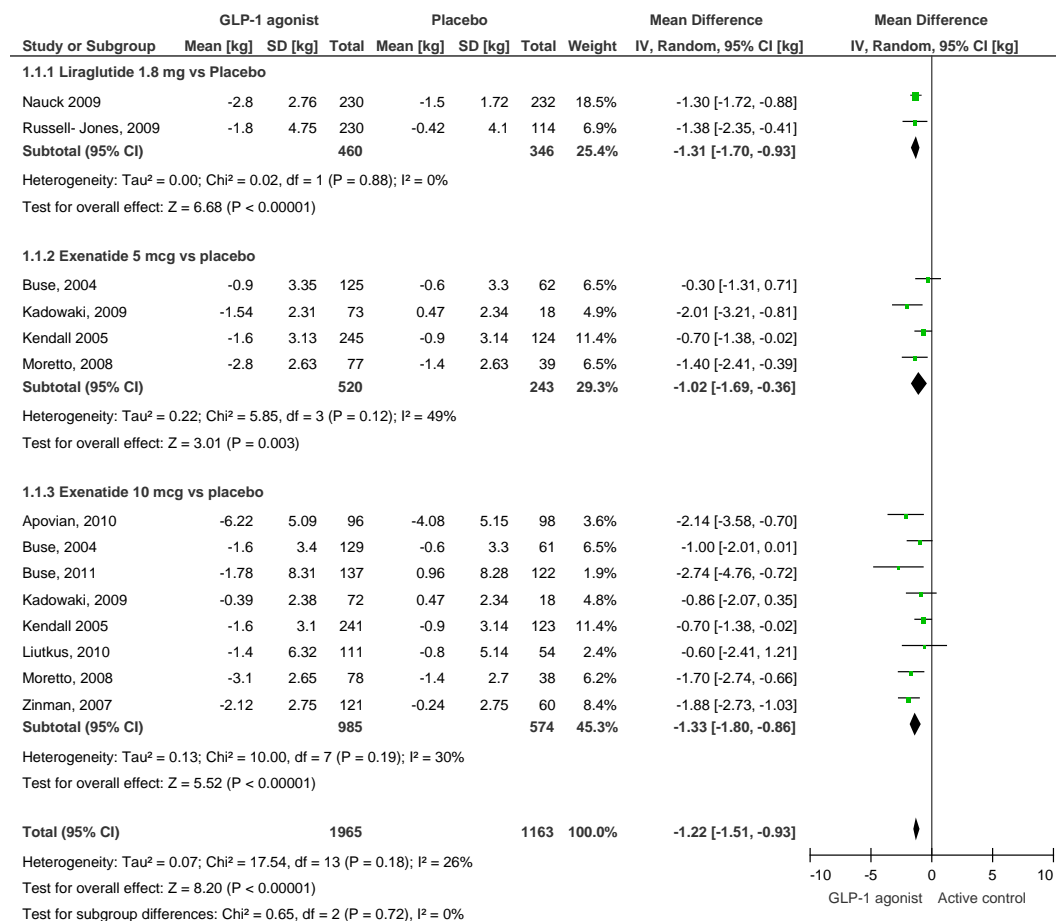 GLP-1 agonist Placebo Mean Difference Mean Difference
Study or Subgroup Mean [kg] SD [kg] Total Mean [kg] SD [kg] Total Weight IV, Random, 95% CI [kg] IV, Random, 95% CI [kg]
1.1.1 Liraglutide 1.8 mg vs Placebo
Nauck 2009 -2.8 2.76 230 -1.5 1.72 232 18.5% -1.30 [-1.72, -0.88]
Russell- Jones, 2009 -1.8 4.75 230 -0.42 4.1 114 6.9% -1.38 [-2.35, -0.41]
Subtotal (95% CI) 460 346 25.4% -1.31 [-1.70, -0.93]
Heterogeneity: Tau² = 0.00; Chi² = 0.02, df = 1 (P = 0.88); I² = 0%
Test for overall effect: Z = 6.68 (P < 0.00001)
1.1.2 Exenatide 5 mcg vs placebo
Buse, 2004 -0.9 3.35 125 -0.6 3.3 62 6.5% -0.30 [-1.31, 0.71]
Kadowaki, 2009 -1.54 2.31 73 0.47 2.34 18 4.9% -2.01 [-3.21, -0.81]
Kendall 2005 -1.6 3.13 245 -0.9 3.14 124 11.4% -0.70 [-1.38, -0.02]
Moretto, 2008 -2.8 2.63 77 -1.4 2.63 39 6.5% -1.40 [-2.41, -0.39]
Subtotal (95% CI) 520 243 29.3% -1.02 [-1.69, -0.36]
Heterogeneity: Tau² = 0.22; Chi² = 5.85, df = 3 (P = 0.12); I² = 49%
Test for overall effect: Z = 3.01 (P = 0.003)
1.1.3 Exenatide 10 mcg vs placebo
Apovian, 2010 -6.22 5.09 96 -4.08 5.15 98 3.6% -2.14 [-3.58, -0.70]
Buse, 2004 -1.6 3.4 129 -0.6 3.3 61 6.5% -1.00 [-2.01, 0.01]
Buse, 2011 -1.78 8.31 137 0.96 8.28 122 1.9% -2.74 [-4.76, -0.72]
Kadowaki, 2009 -0.39 2.38 72 0.47 2.34 18 4.8% -0.86 [-2.07, 0.35]
Kendall 2005 -1.6 3.1 241 -0.9 3.14 123 11.4% -0.70 [-1.38, -0.02]
Liutkus, 2010 -1.4 6.32 111 -0.8 5.14 54 2.4% -0.60 [-2.41, 1.21]
Moretto, 2008 -3.1 2.65 78 -1.4 2.7 38 6.2% -1.70 [-2.74, -0.66]
Zinman, 2007 -2.12 2.75 121 -0.24 2.75 60 8.4% -1.88 [-2.73, -1.03]
Subtotal (95% CI) 985 574 45.3% -1.33 [-1.80, -0.86]
Heterogeneity: Tau² = 0.13; Chi² = 10.00, df = 7 (P = 0.19); I² = 30%
Test for overall effect: Z = 5.52 (P < 0.00001)
Total (95% CI) 1965 1163 100.0% -1.22 [-1.51, -0.93]
Heterogeneity: Tau² = 0.07; Chi² = 17.54, df = 13 (P = 0.18); I² = 26%
Test for overall effect: Z = 8.20 (P < 0.00001)
Test for subgroup differences: Chi² = 0.65, df = 2 (P = 0.72), I² = 0%
-10 -5 0 5 10
GLP-1 agonist Active control